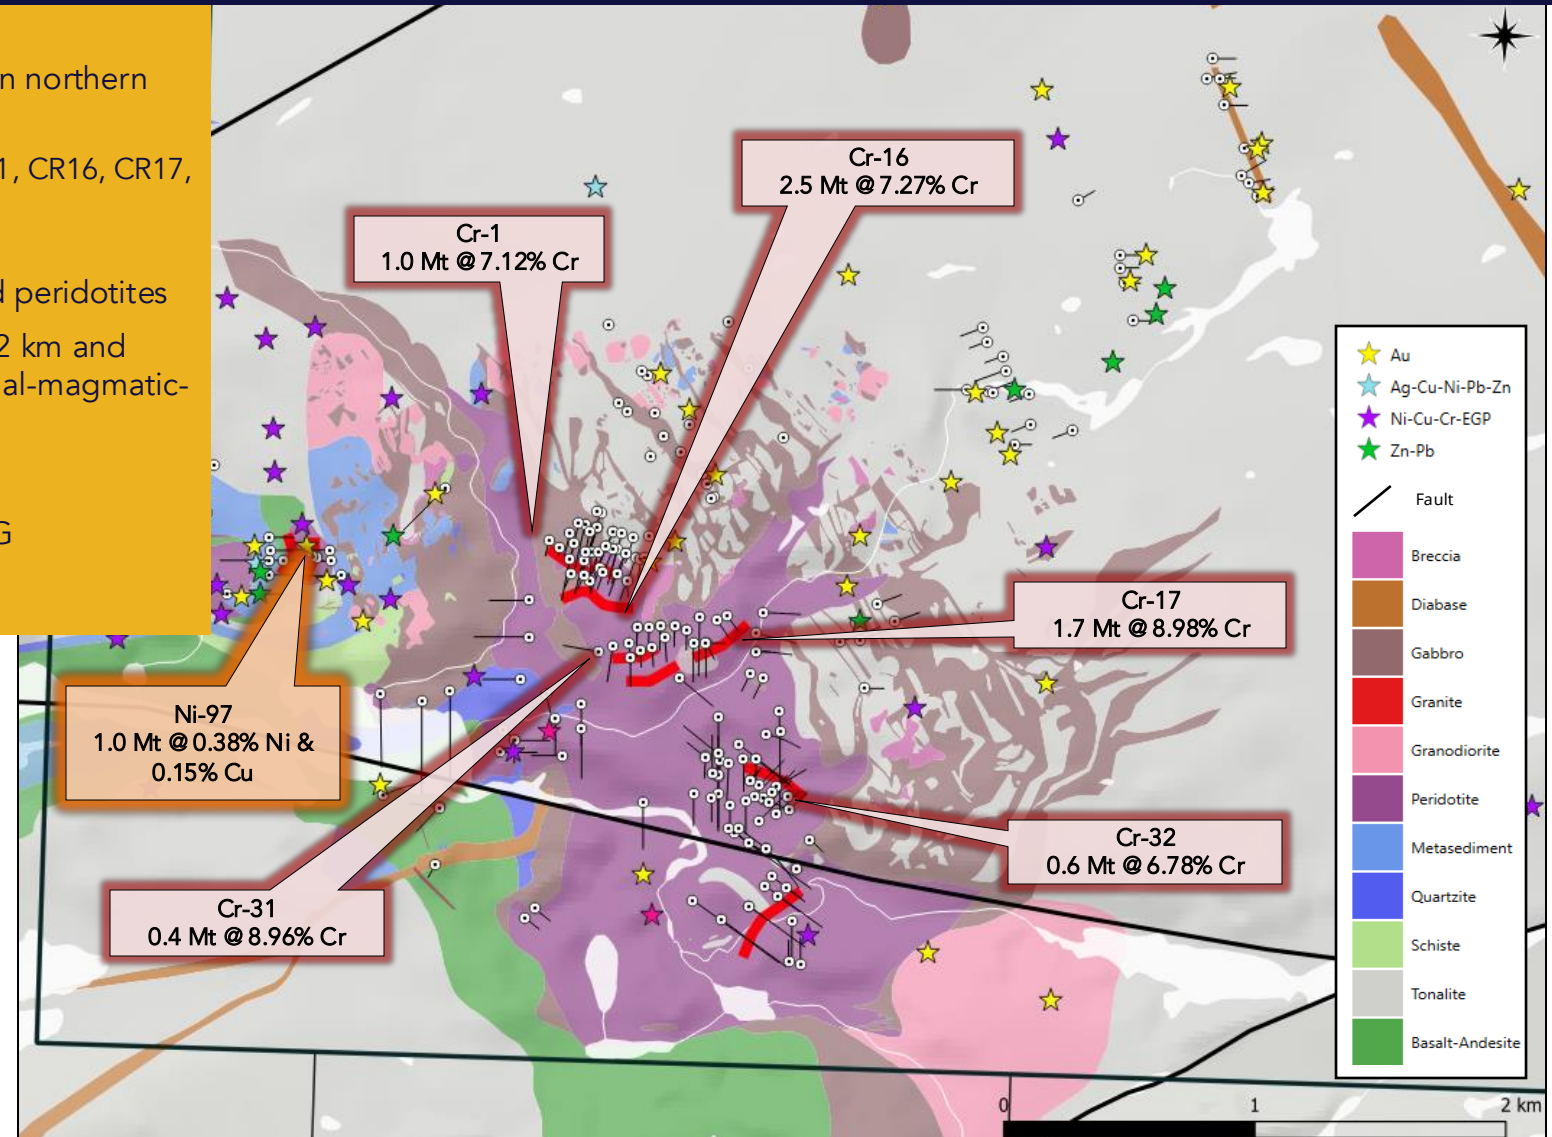 n northern
1, CR16, CR17,
d peridotites
2 km and
al-magmatic-
G
Cr-16
2.5 Mt @ 7.27% Cr
Cr-1
1.0 Mt @ 7.12% Cr
Cr-17
1.7 Mt @ 8.98% Cr
Ni-97
1.0 Mt @ 0.38% Ni &
0.15% Cu
Cr-32
0.6 Mt @ 6.78% Cr
Cr-31
0.4 Mt @ 8.96% Cr
Au
Ag-Cu-Ni-Pb-Zn
Ni-Cu-Cr-EGP
Zn-Pb
Fault
Breccia
Diabase
Gabbro
Granite
Granodiorite
Peridotite
Metasediment
Quartzite
Schiste
Tonalite
Basalt-Andesite
0 1 2 km